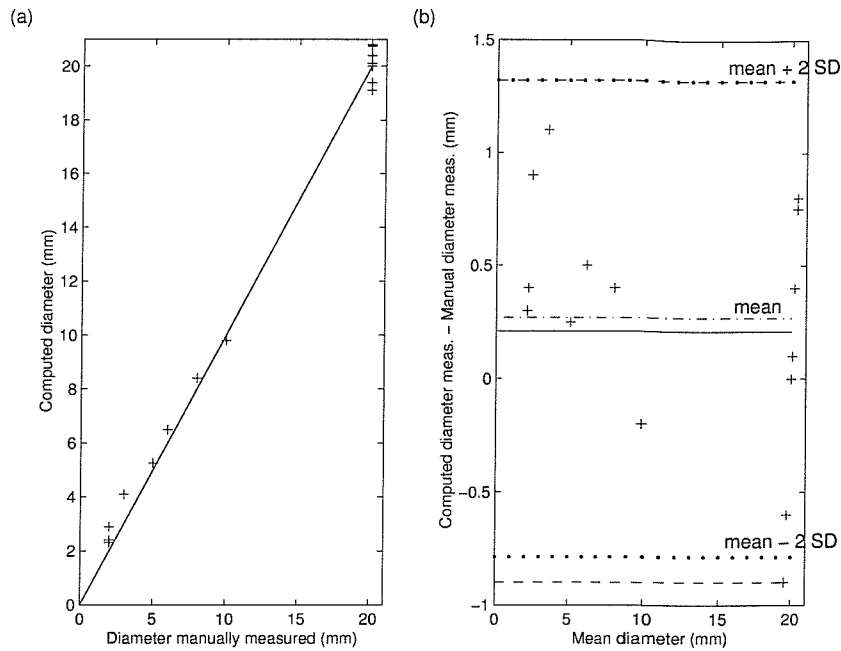 (a)
20
18
16
14
12
10
8
6
4
2
0
Computed diameter (mm)
0 5 10 15 20
Diameter manually measured (mm)
(b)
1.5
1
0.5
0
−0.5
−1
Computed diameter meas. − Manual diameter meas. (mm)
mean + 2 SD
mean
mean − 2 SD
0 5 10 15 20
Mean diameter (mm)